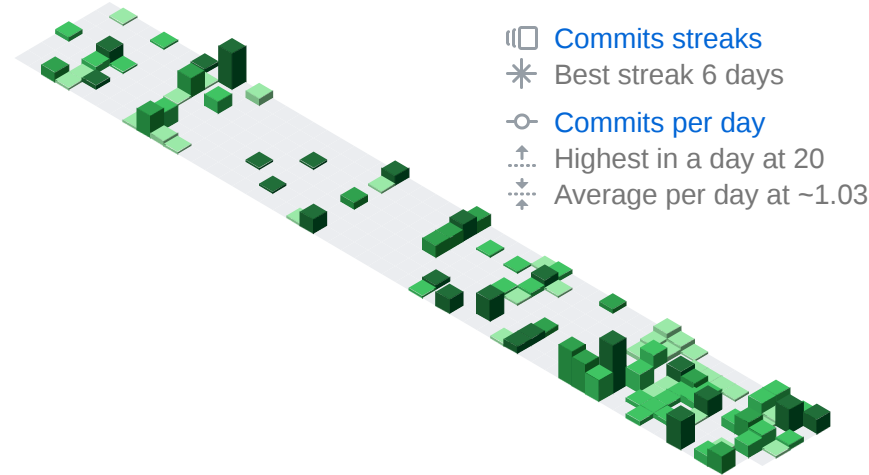 Commits streaks
Best streak 6 days
Commits per day
Highest in a day at 20
Average per day at ~1.03